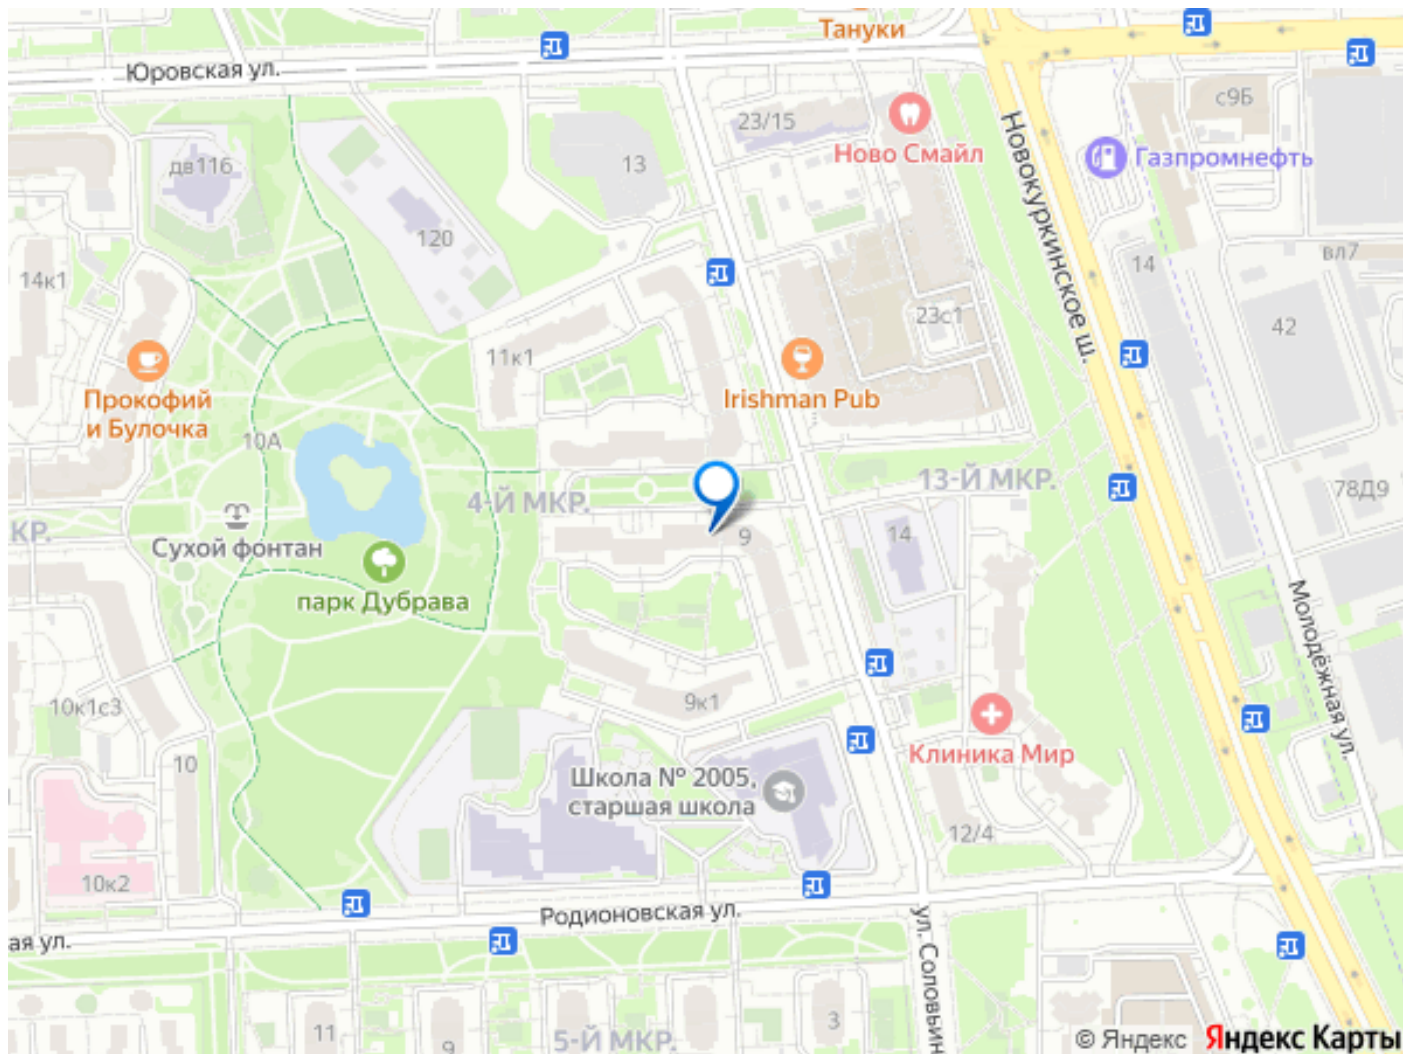 Тануки
Юровская ул.
с9Б
23/15
Ново Смайл
Новокуркинское ш.
Газпромнефть
дв116
13
120
вл7
14
14к1
23с1
42
11к1
Прокофий
и Булочка
Irishman Pub
10А
4-Й МКР.
13-Й МКР.
78Д9
КР.
Сухой фонтан
9
14
парк Дубрава
Молодёжная ул.
10к1с3
9к1
Клиника Мир
10
Школа № 2005,
старшая школа
12/4
10к2
Родионовская ул.
ая ул.
ул. Соловьин
11
9
5-Й МКР.
3
© Яндекс Яндекс Карты